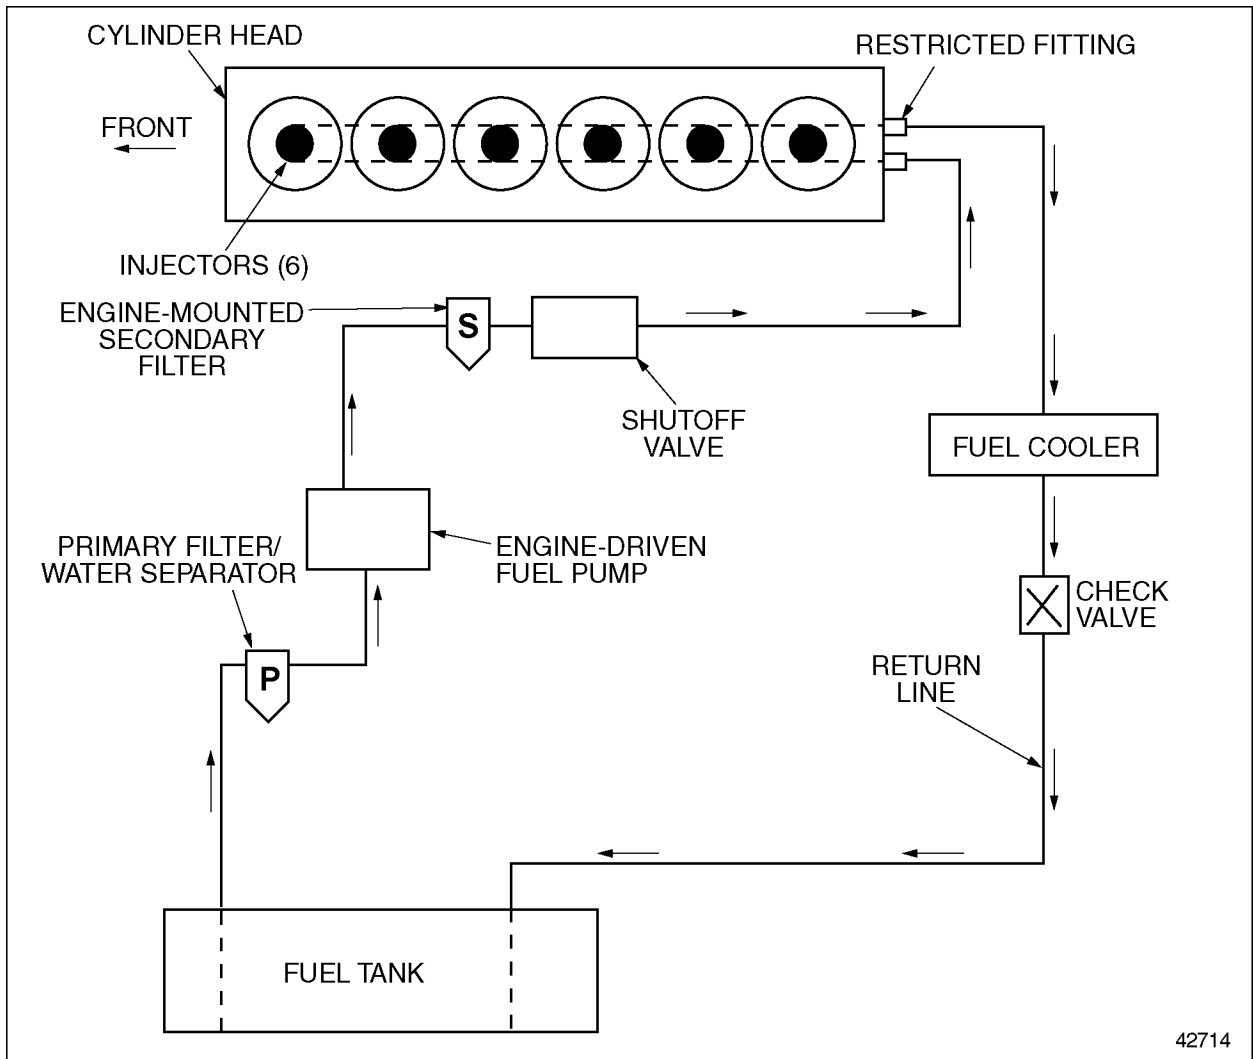 CYLINDER HEAD
RESTRICTED FITTING
FRONT
INJECTORS (6)
ENGINE-MOUNTED
SECONDARY
FILTER
S
SHUTOFF
VALVE
FUEL COOLER
PRIMARY FILTER/
WATER SEPARATOR
ENGINE-DRIVEN
FUEL PUMP
CHECK
VALVE
P
RETURN
LINE
FUEL TANK
42714